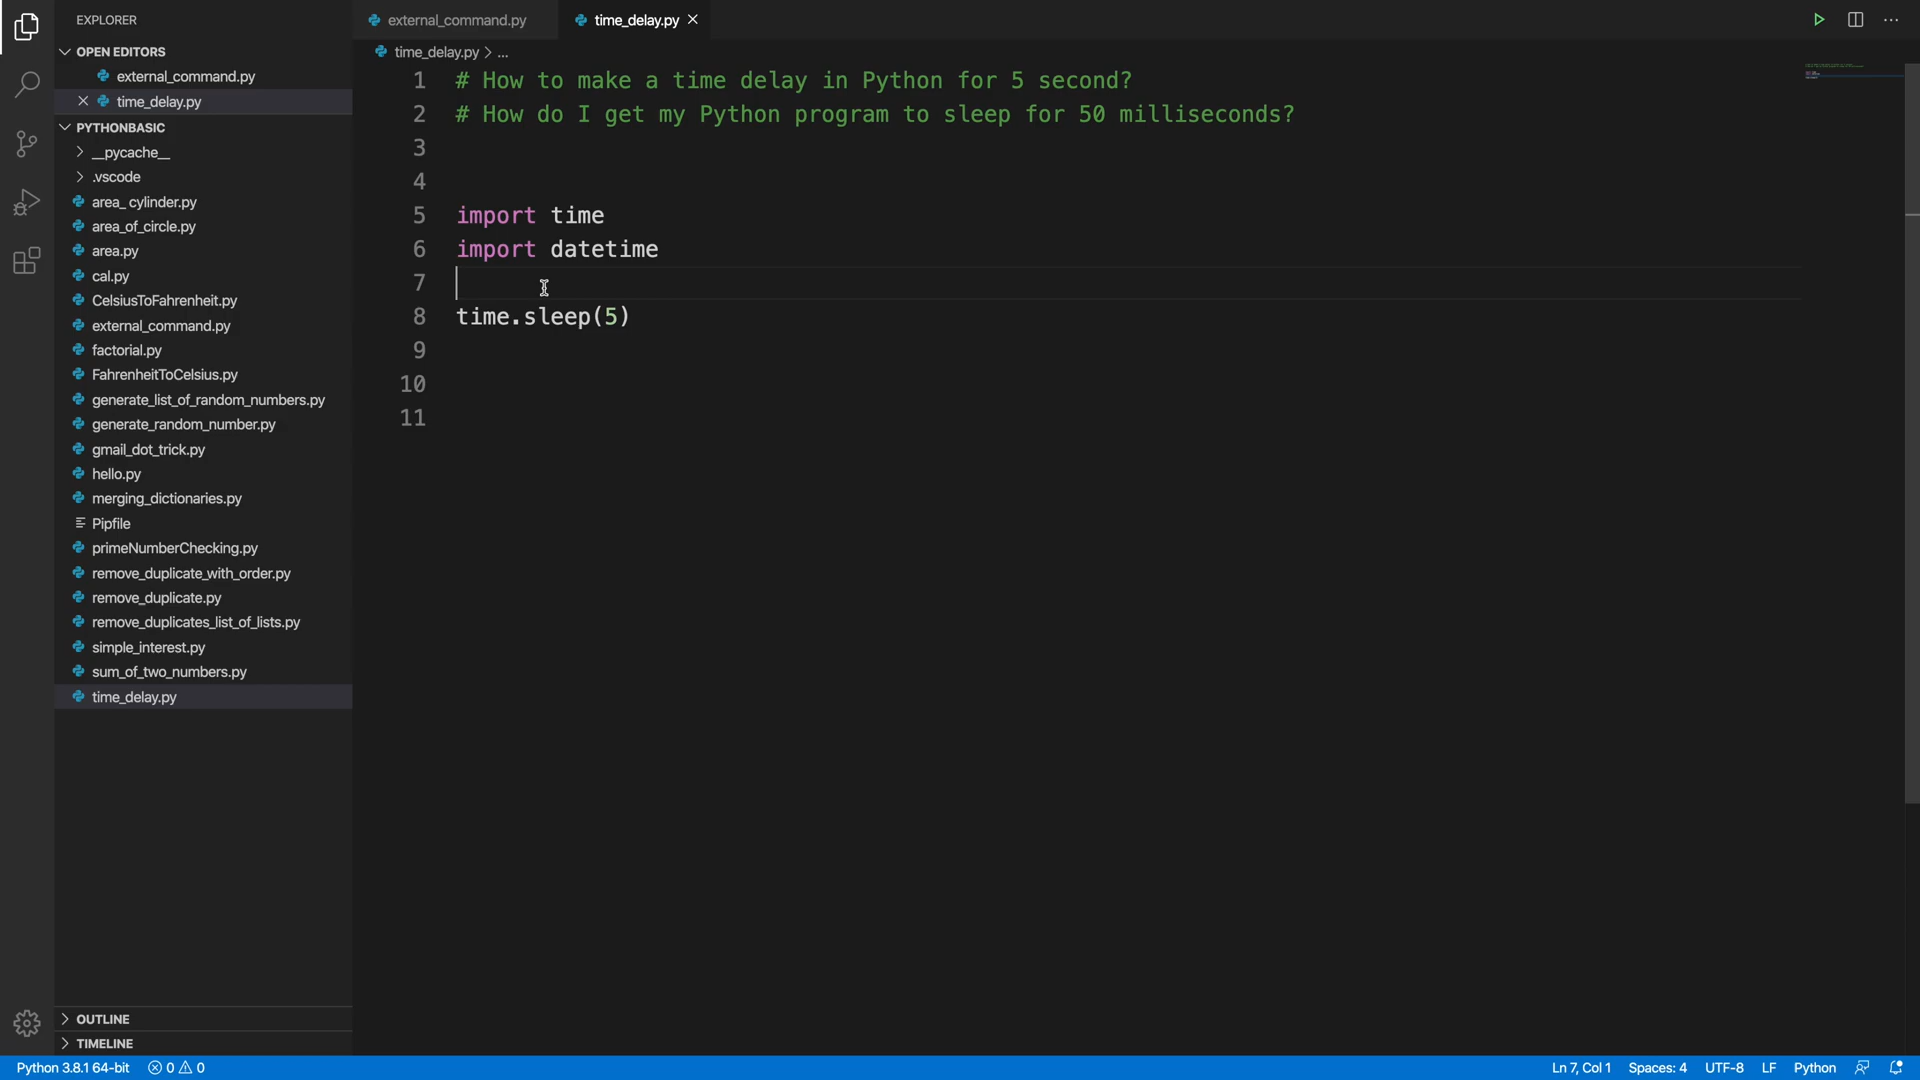 EXPLORER
OPEN EDITORS
external_command.py
time_delay.py
PYTHONBASIC
__pycache__
.vscode
area_ cylinder.py
area_of_circle.py
area.py
cal.py
CelsiusToFahrenheit.py
external_command.py
factorial.py
FahrenheitToCelsius.py
generate_list_of_random_numbers.py
generate_random_number.py
gmail_dot_trick.py
hello.py
merging_dictionaries.py
Pipfile
primeNumberChecking.py
remove_duplicate_with_order.py
remove_duplicate.py
remove_duplicates_list_of_lists.py
simple_interest.py
sum_of_two_numbers.py
time_delay.py
OUTLINE
TIMELINE
external_command.py time_delay.py
time_delay.py > ...
1 # How to make a time delay in Python for 5 second?
2 # How do I get my Python program to sleep for 50 milliseconds?
3
4
5 import time
6 import datetime
7
8 time.sleep(5)
9
10
11
Python 3.8.1 64-bit 0 0 Ln 7, Col 1 Spaces: 4 UTF-8 LF Python